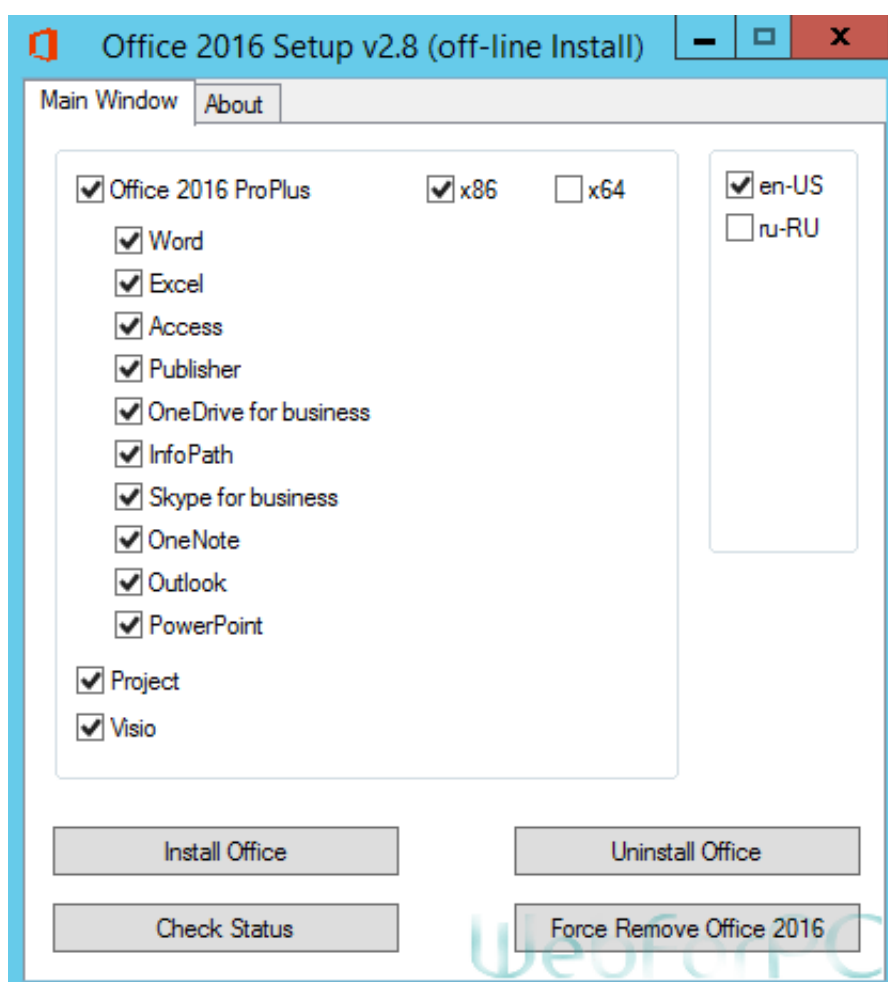 Office 2016 Setup v2.8 (off-line Install)
Main Window About
Office 2016 ProPlus x86 x64
Word
Excel
Access
Publisher
OneDrive for business
InfoPath
Skype for business
OneNote
Outlook
PowerPoint
Project
Visio
en-US
ru-RU
Install Office Uninstall Office
Check Status Force Remove Office 2016
WebForPC